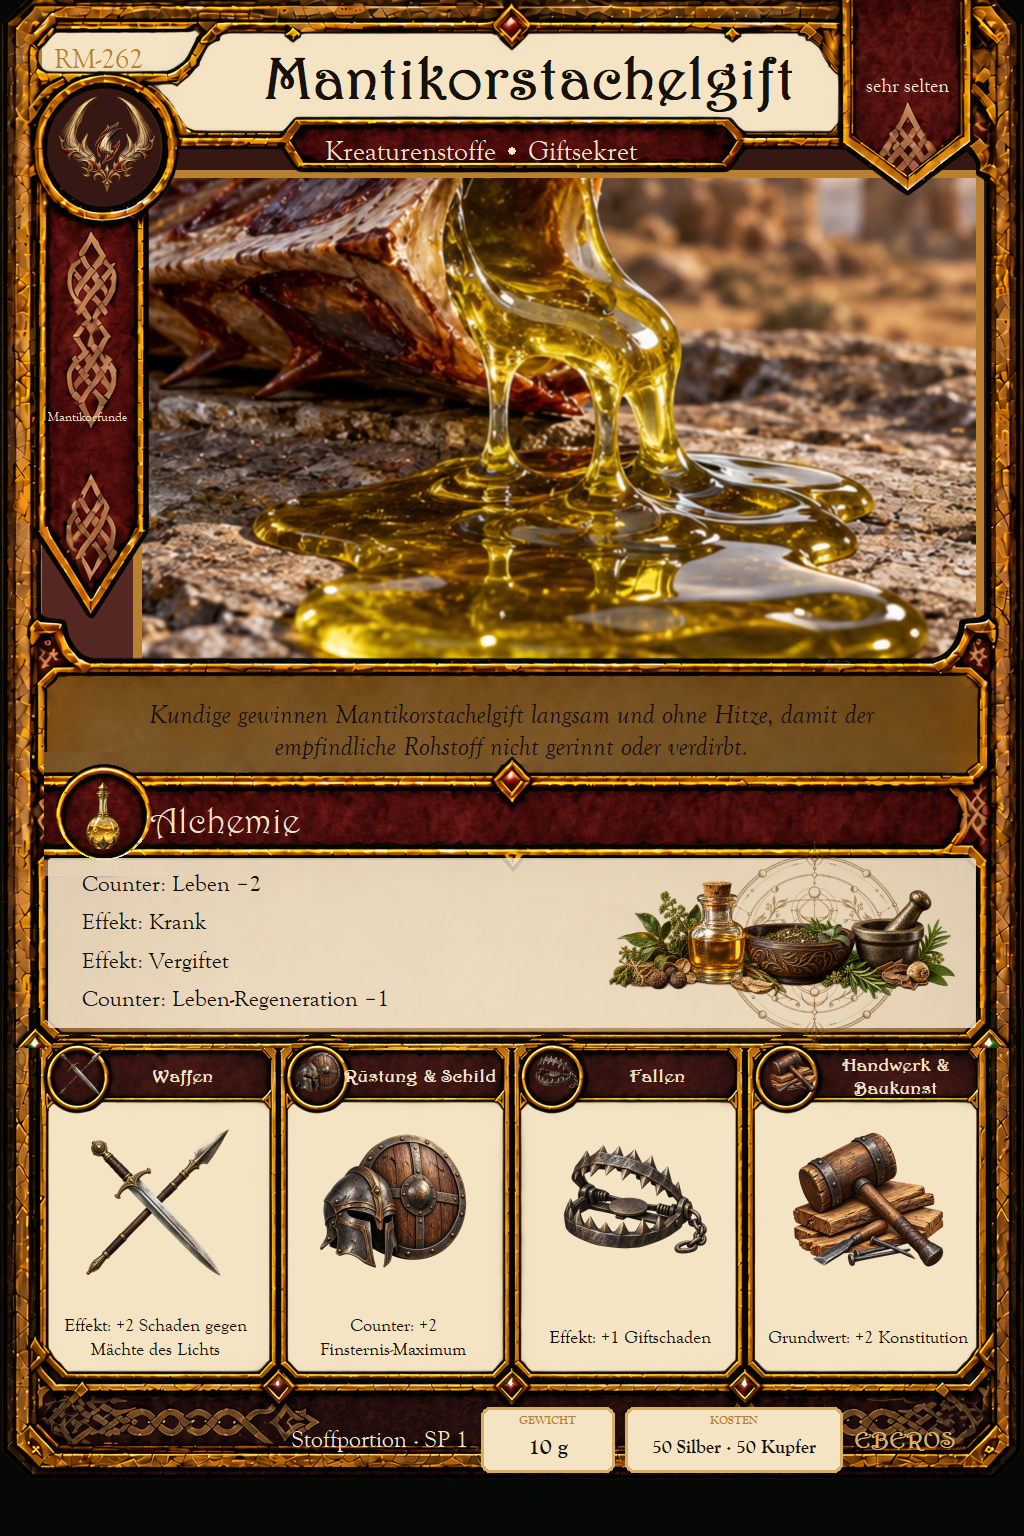 RM-262
Mantikorstachelgift
sehr selten
Kreaturenstoffe • Giftsekret
Mantikorfunde
Kundige gewinnen Mantikorstachelgift langsam und ohne Hitze, damit der
empfindliche Rohstoff nicht gerinnt oder verdirbt.
Alchemie
Counter: Leben −2
Effekt: Krank
Effekt: Vergiftet
Counter: Leben-Regeneration −1
Waffen
Rüstung & Schild
Fallen
Handwerk &
Baukunst
Effekt: +2 Schaden gegen
Mächte des Lichts
Counter: +2
Finsternis-Maximum
Effekt: +1 Giftschaden
Grundwert: +2 Konstitution
Stoffportion · SP 1
GEWICHT
10 g
KOSTEN
50 Silber · 50 Kupfer
EBEROS